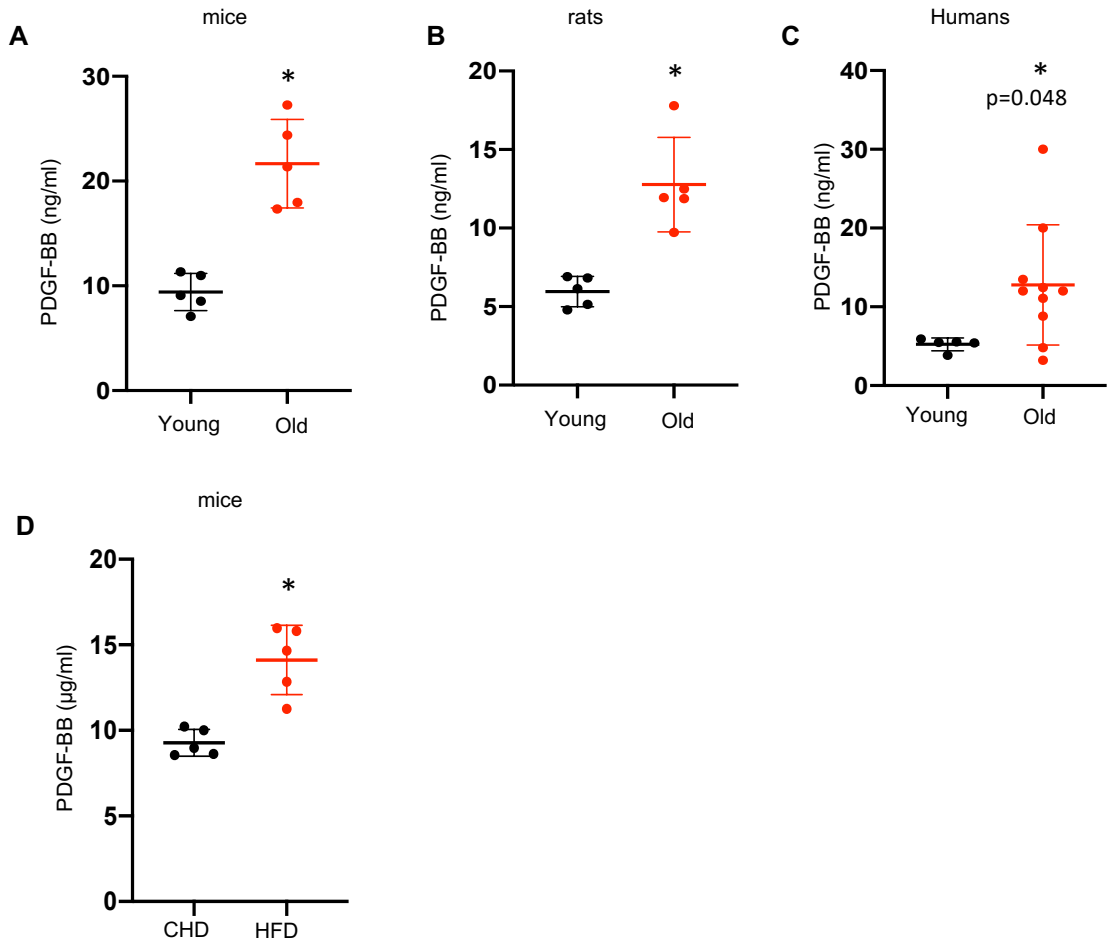 mice
A
PDGF-BB (ng/ml)
30
20
10
0
*
Young Old
rats
B
PDGF-BB (ng/ml)
20
15
10
5
0
*
Young Old
Humans
C
PDGF-BB (ng/ml)
40
30
20
10
0
*
p=0.048
Young Old
mice
D
PDGF-BB (µg/ml)
20
15
10
5
0
*
CHD HFD